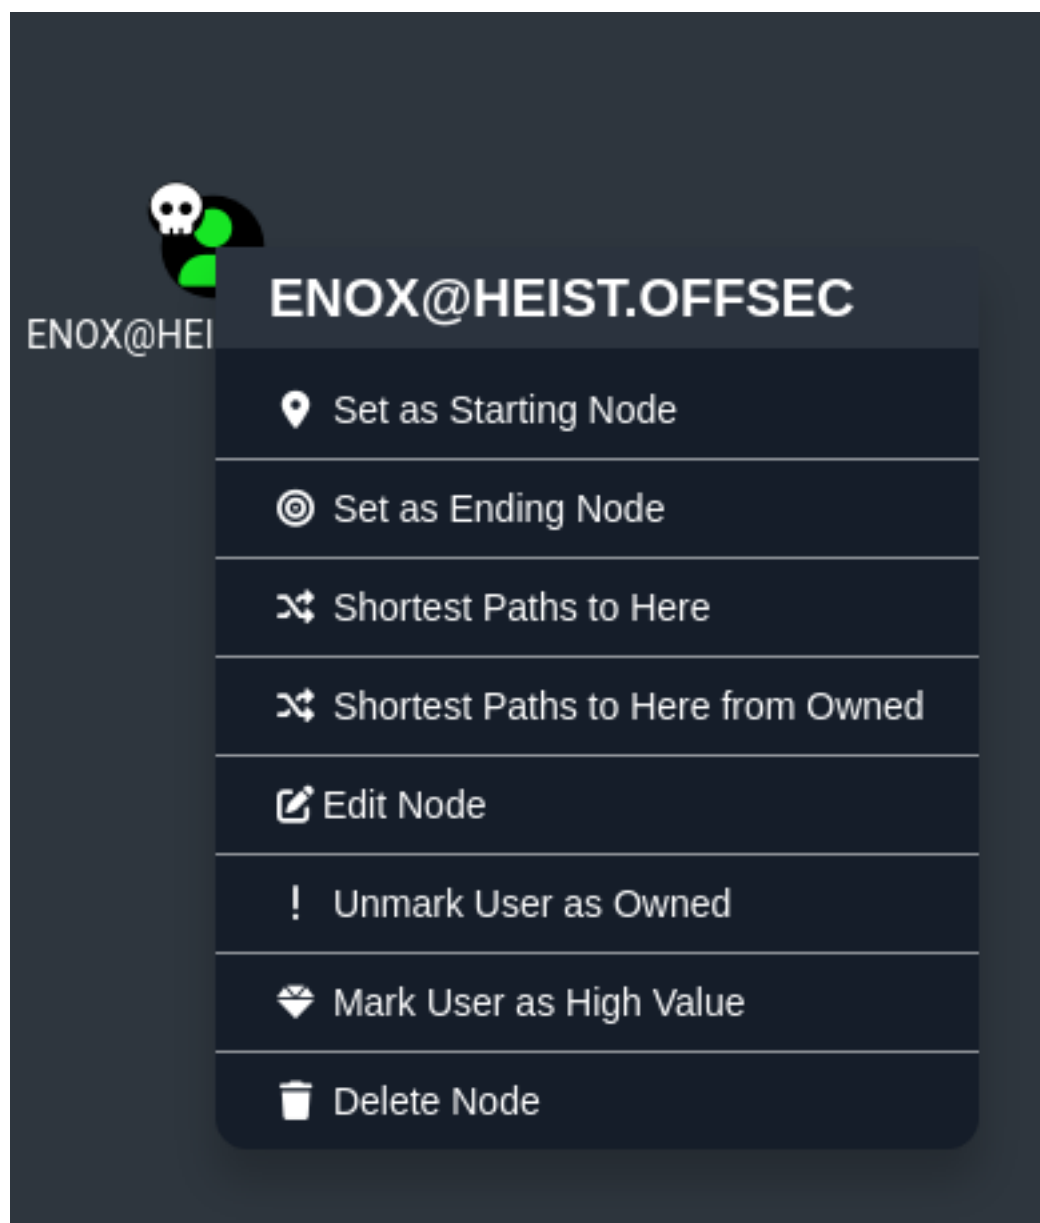 ENOX@HEI
ENOX@HEIST.OFFSEC
Set as Starting Node
Set as Ending Node
Shortest Paths to Here
Shortest Paths to Here from Owned
Edit Node
! Unmark User as Owned
Mark User as High Value
Delete Node